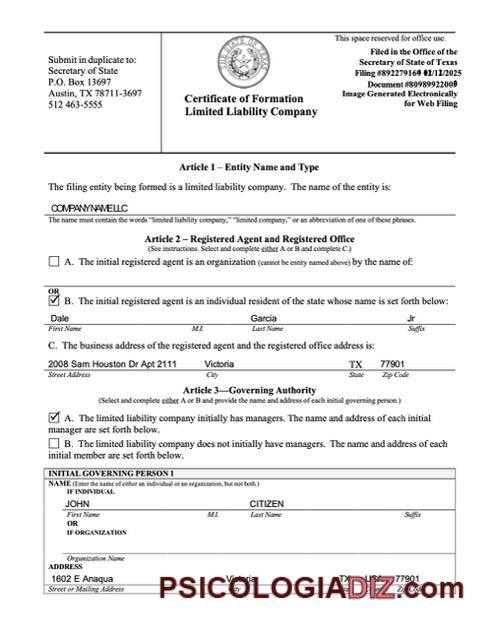 This space reserved for office use.
Submit in duplicate to:
Secretary of State
P.O. Box 13697
Austin, TX 78711-3697
512 463-5555
THE STATE OF TEXAS
Certificate of Formation
Limited Liability Company
Filed in the Office of the
Secretary of State of Texas
Filing #892279169 02/12/2025
Document #8098992200
Image Generated Electronically
for Web Filing
Article 1 – Entity Name and Type
The filing entity being formed is a limited liability company. The name of the entity is:
COMPANYNAMELLC
The name must contain the words “limited liability company,” “limited company,” or an abbreviation of one of these phrases.
Article 2 – Registered Agent and Registered Office
(See instructions. Select and complete either A or B and complete C.)
A. The initial registered agent is an organization (cannot be entity named above) by the name of:
OR
B. The initial registered agent is an individual resident of the state whose name is set forth below:
Dale Garcia Jr
First Name M.I. Last Name Suffix
C. The business address of the registered agent and the registered office address is:
2008 Sam Houston Dr Apt 2111 Victoria TX 77901
Street Address City State Zip Code
Article 3—Governing Authority
(Select and complete either A or B and provide the name and address of each initial governing person.)
A. The limited liability company initially has managers. The name and address of each initial
manager are set forth below.
B. The limited liability company does not initially have managers. The name and address of each
initial member are set forth below.
INITIAL GOVERNING PERSON 1
NAME (Enter the name of either an individual or an organization, but not both.)
IF INDIVIDUAL
JOHN CITIZEN
First Name M.I. Last Name Suffix
OR
IF ORGANIZATION
Organization Name
ADDRESS
1602 E Anaqua Victoria TX USA 77901
Street or Mailing Address City State Zip Code
PSICOLOGIADIZ.com